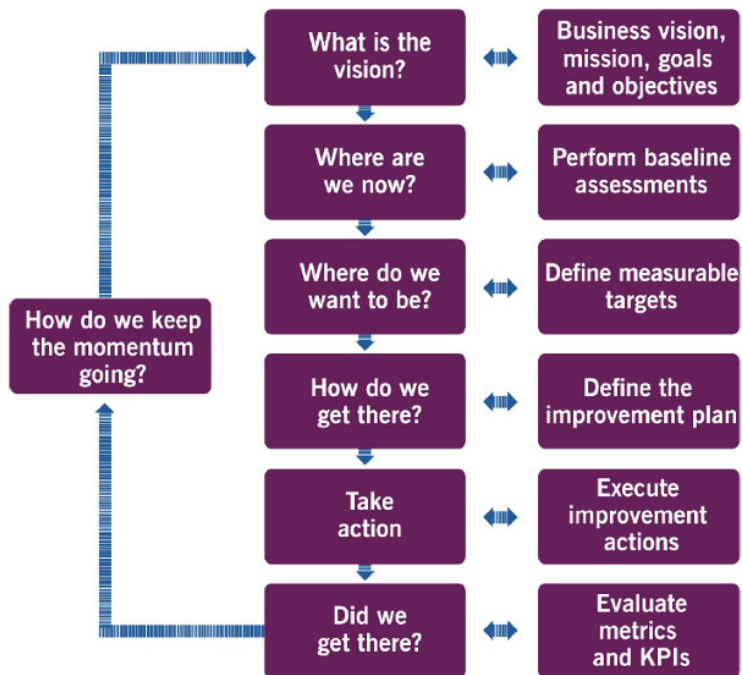 What is the
vision?
Business vision,
mission, goals
and objectives
Where are
we now?
Perform baseline
assessments
Where do we
want to be?
Define measurable
targets
How do we keep
the momentum
going?
How do we
get there?
Define the
improvement plan
Take
action
Execute
improvement
actions
Did we
get there?
Evaluate
metrics
and KPIs